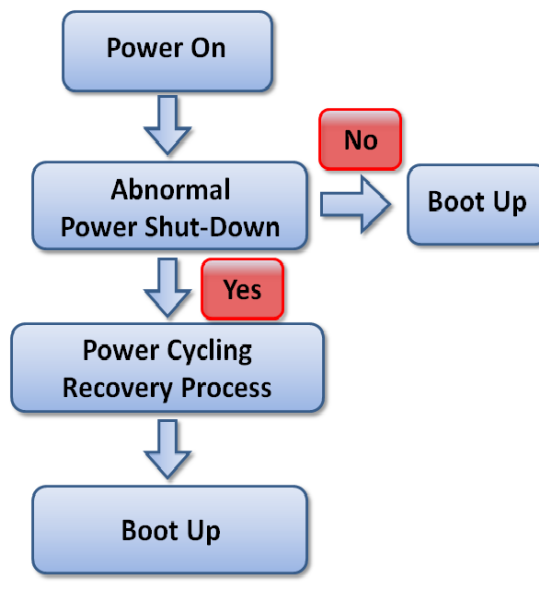 Power On
No
Abnormal
Power Shut-Down
Boot Up
Yes
Power Cycling
Recovery Process
Boot Up